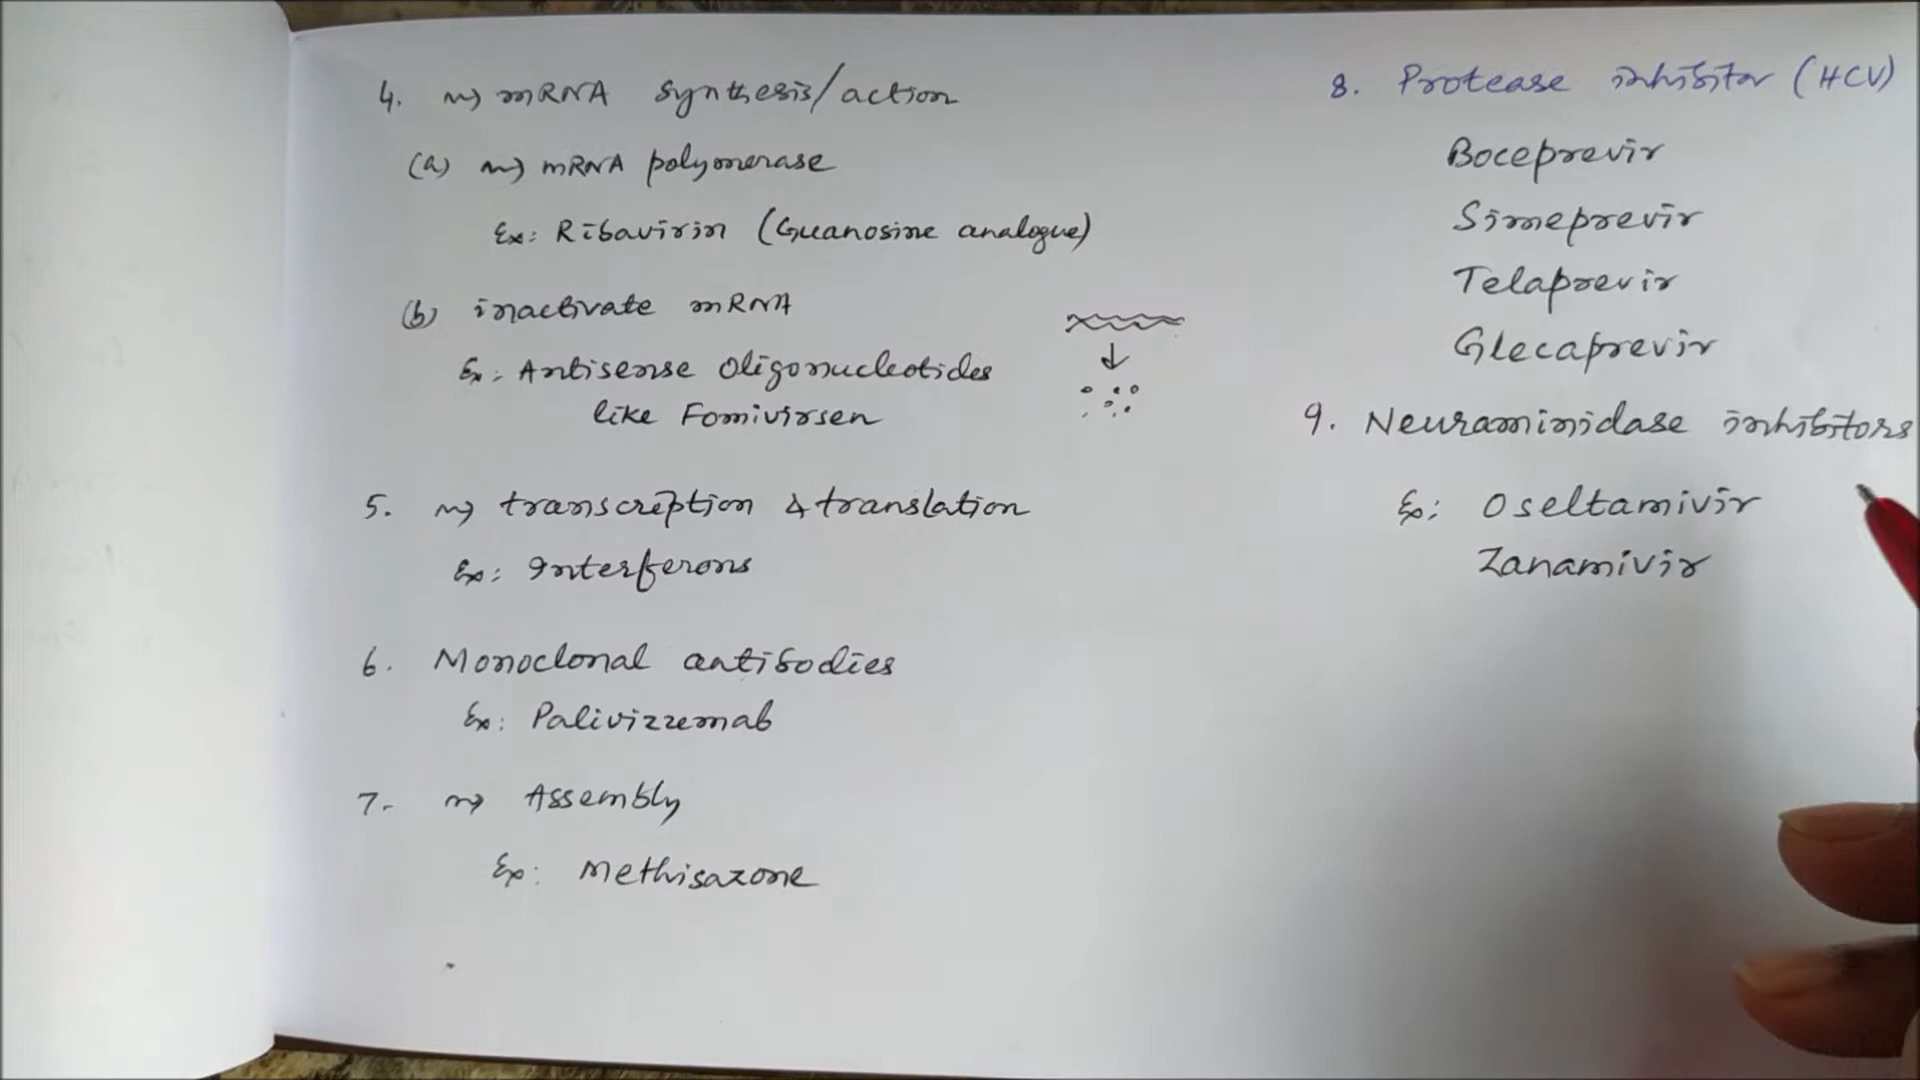 4. ⇝ mRNA synthesis/action
(a) ⇝ mRNA polymerase
Ex: Ribavirin (Guanosine analogue)
(b) inactivate mRNA
Ex: Antisense Oligonucleotides
like Fomivirsen
5. ⇝ transcription & translation
Ex: Interferons
6. Monoclonal antibodies
Ex: Palivizzemab
7. ⇝ Assembly
Ex: Methisazone
8. Protease inhibitor (HCV)
Boceprevir
Simeprevir
Telaprevir
Glecaprevir
9. Neuraminidase inhibitors
Ex: Oseltamivir
Zanamivir